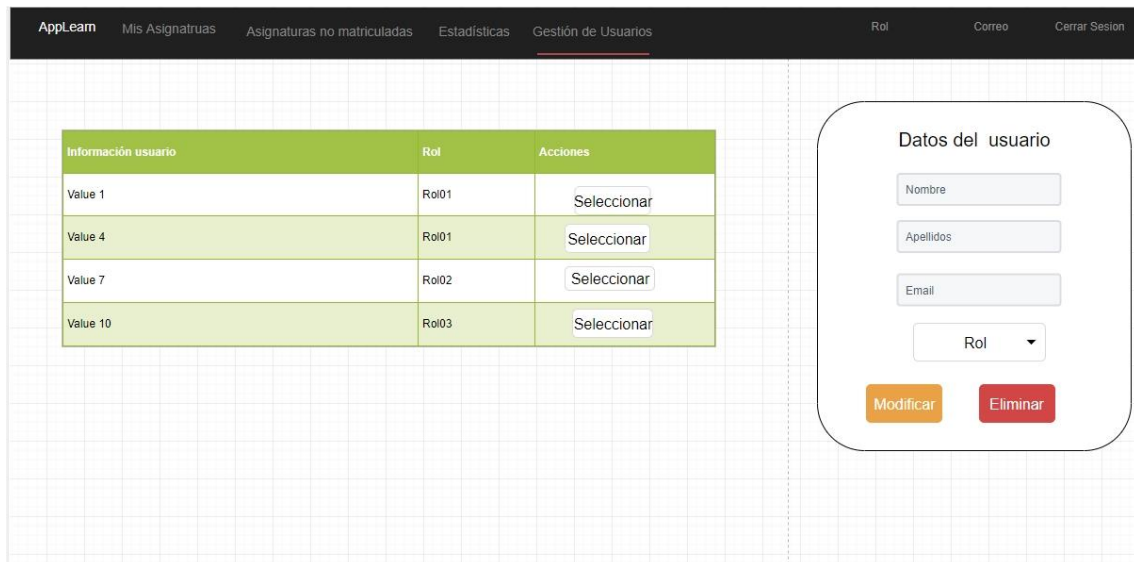 AppLearn Mis Asignatruas Asignaturas no matriculadas Estadísticas Gestión de Usuarios Rol Correo Cerrar Sesion
Información usuario Rol Acciones
Value 1 Rol01 Seleccionar
Value 4 Rol01 Seleccionar
Value 7 Rol02 Seleccionar
Value 10 Rol03 Seleccionar
Datos del usuario
Nombre
Apellidos
Email
Rol
Modificar Eliminar